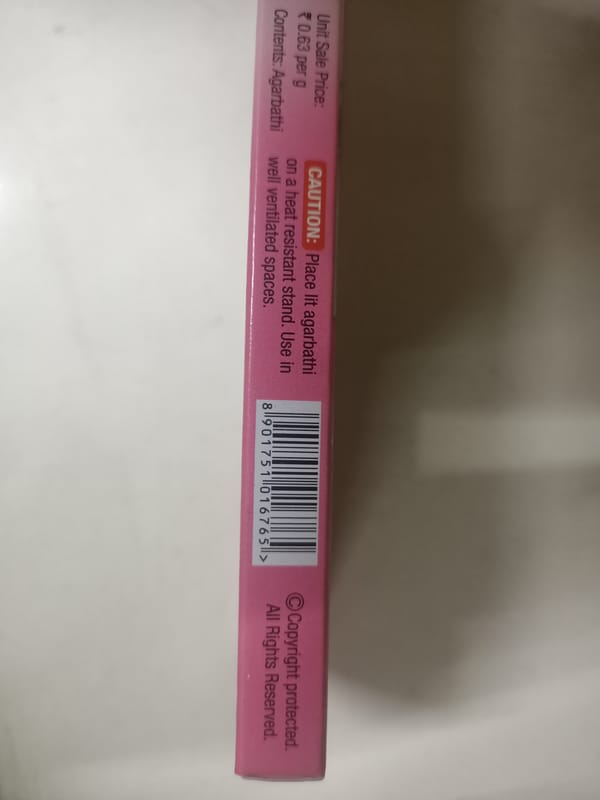 Unit Sale Price:
₹ 0.63 per g
Contents: Agarbathi
CAUTION: Place lit agarbathi
on a heat resistant stand. Use in
well ventilated spaces.
8 901751 016765 >
© Copyright protected.
All Rights Reserved.